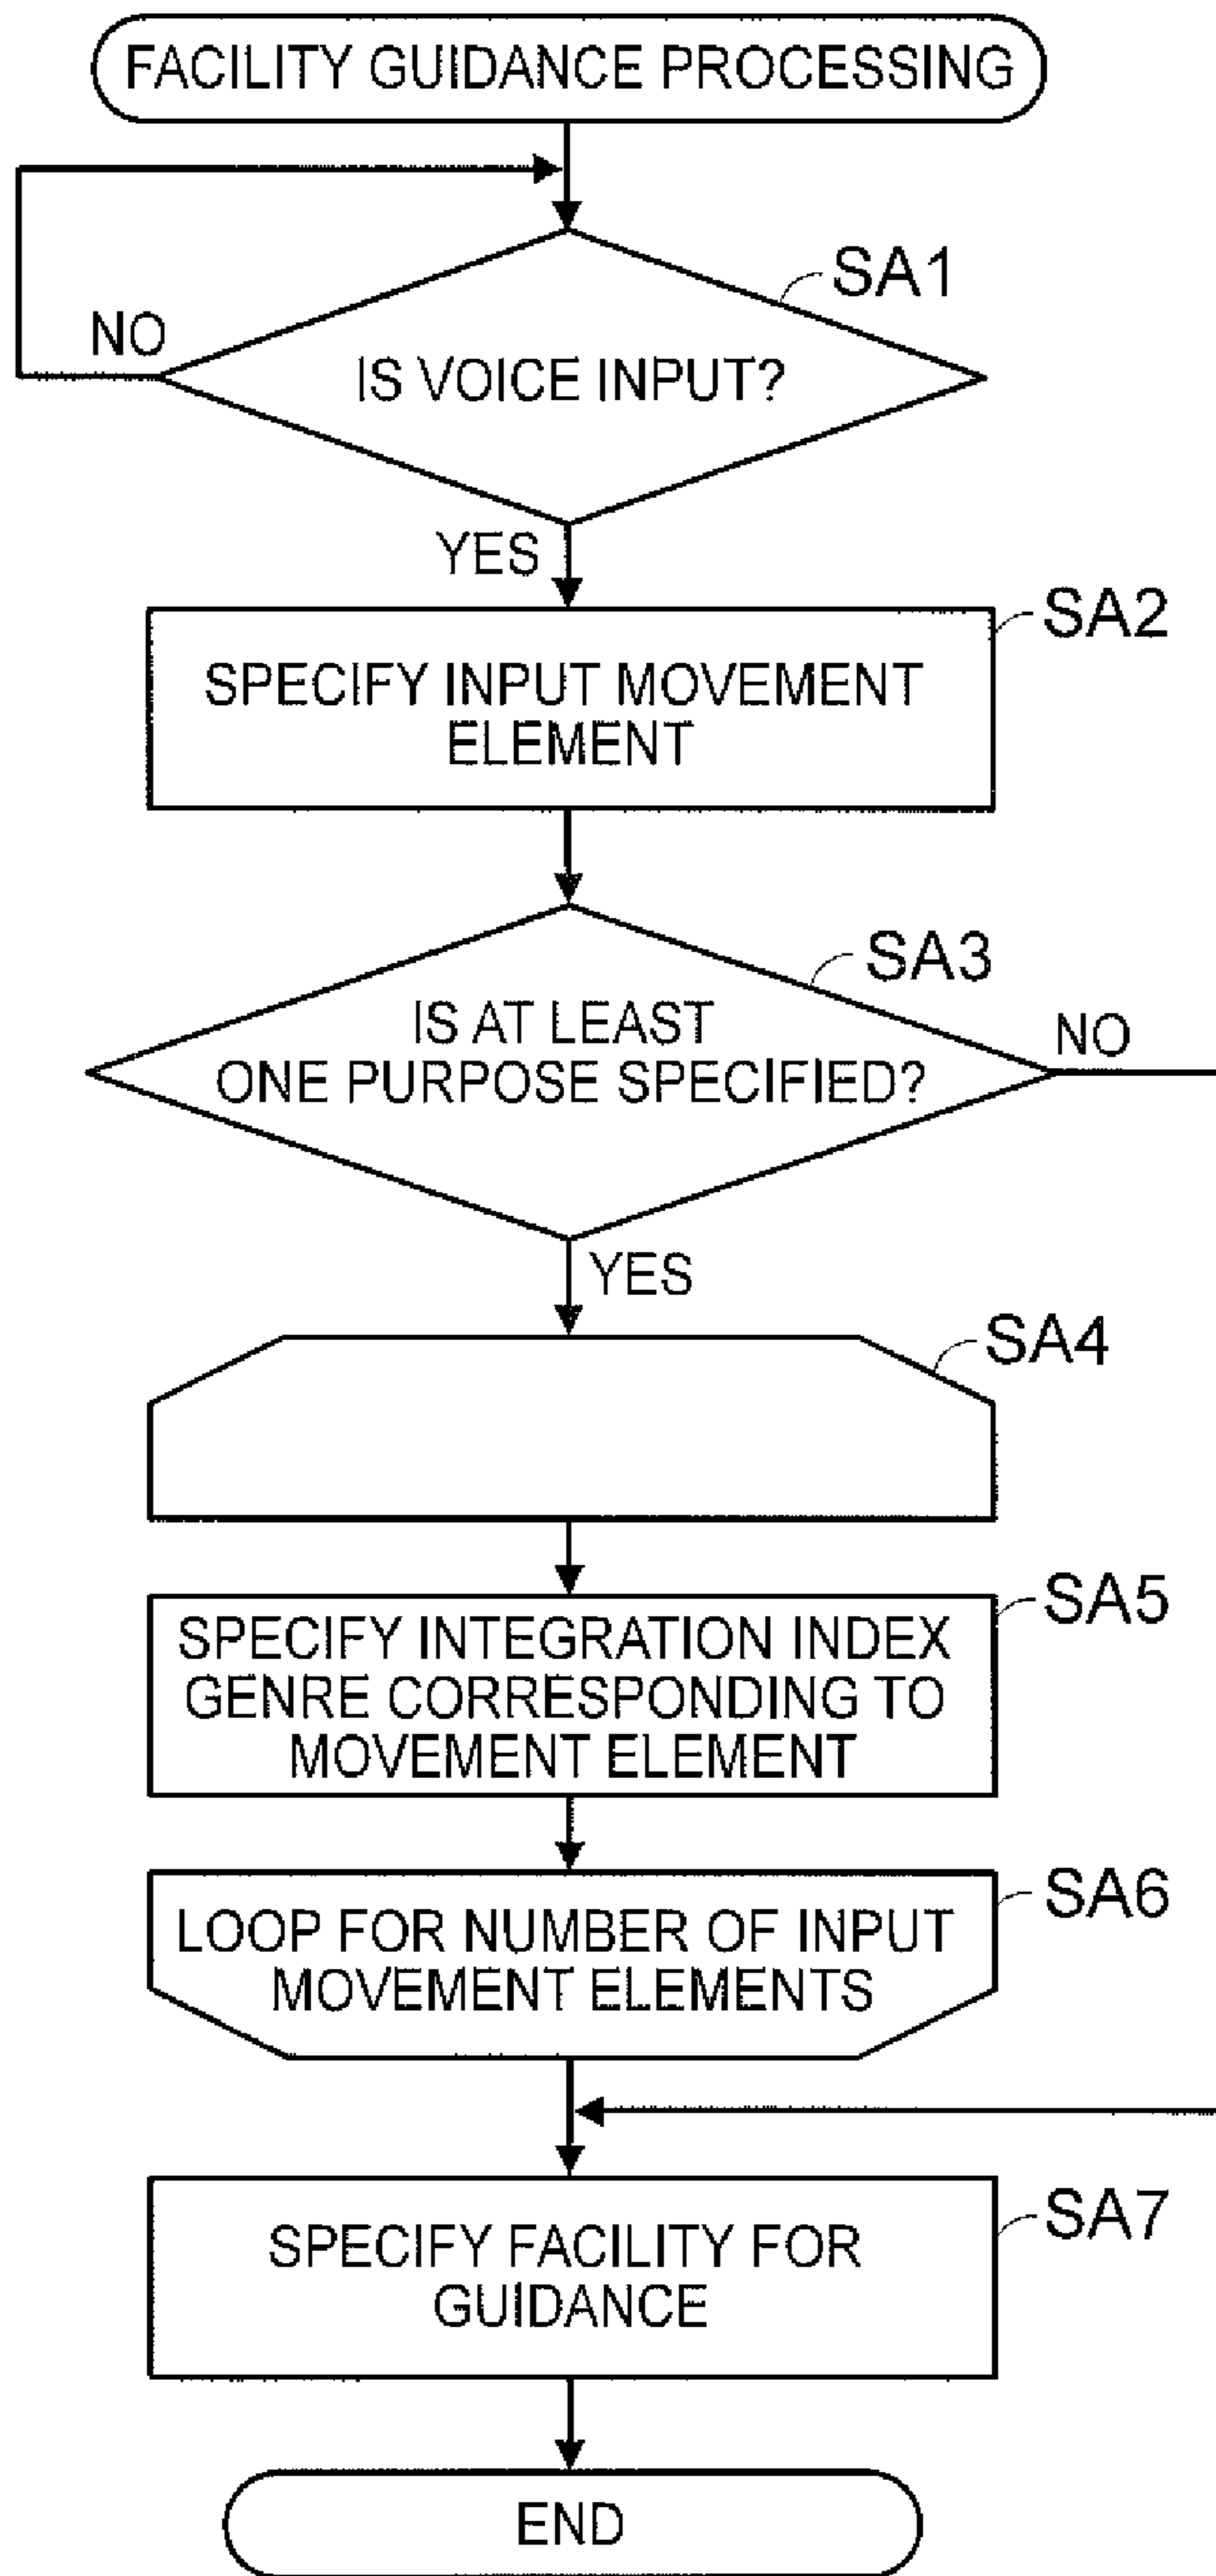 FACILITY GUIDANCE PROCESSING
SA1
NO
IS VOICE INPUT?
YES
SA2
SPECIFY INPUT MOVEMENT
ELEMENT
SA3
IS AT LEAST
NO
ONE PURPOSE SPECIFIED?
YES
SA4
SA5
SPECIFY INTEGRATION INDEX
GENRE CORRESPONDING TO
MOVEMENT ELEMENT
SA6
LOOP FOR NUMBER OF INPUT
MOVEMENT ELEMENTS
SA7
SPECIFY FACILITY FOR
GUIDANCE
END